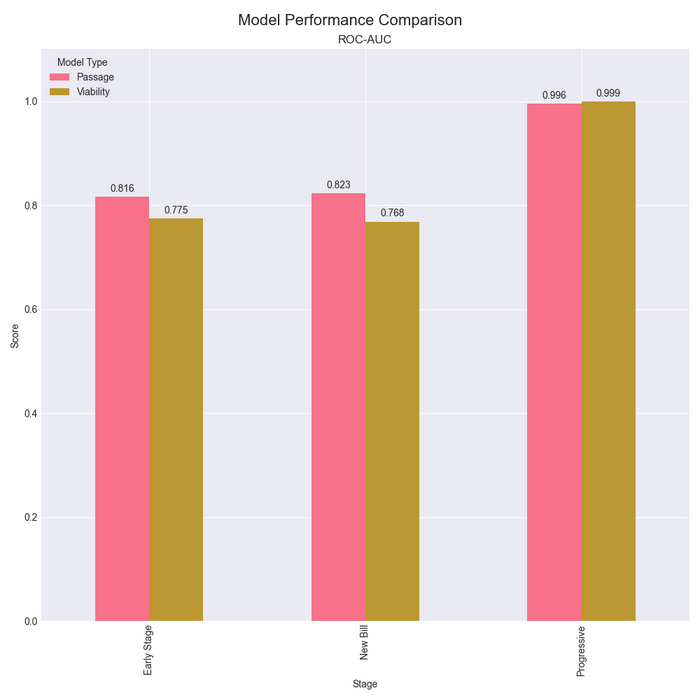 Model Performance Comparison
ROC-AUC
Model Type
Passage
Viability
1.0
0.8
0.6
0.4
0.2
0.0
Score
0.816
0.775
0.823
0.768
0.996
0.999
Early Stage
New Bill
Progressive
Stage